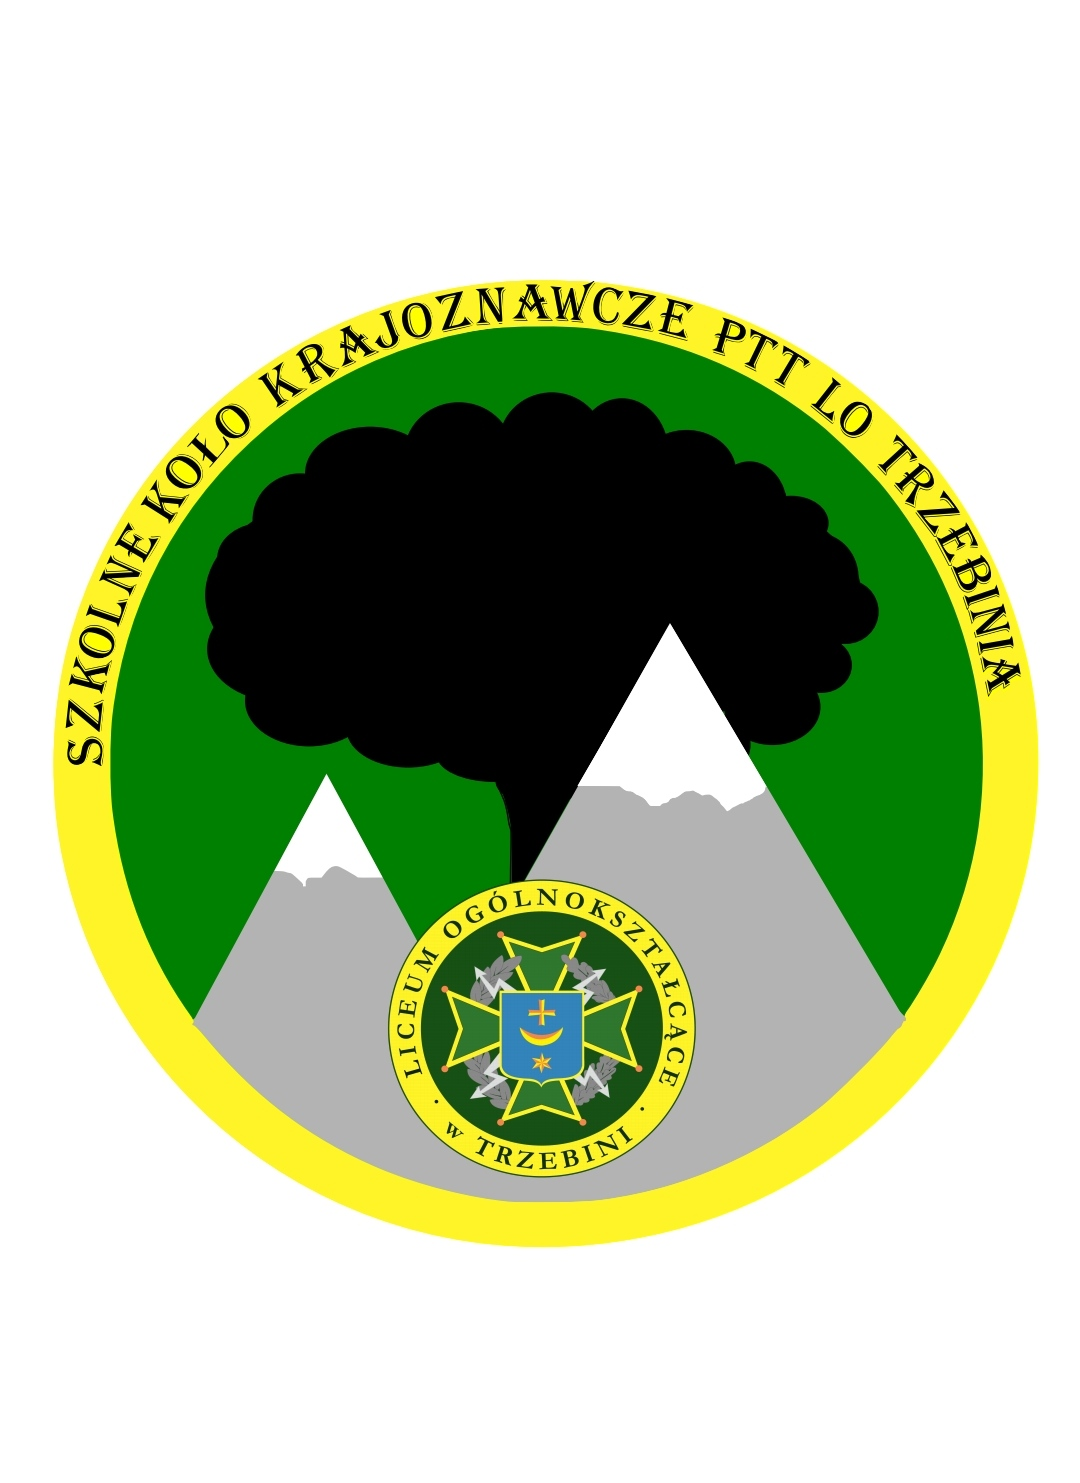 SZKOLNE KOŁO KRAJOZNAWCZE PTT LO TRZEBINIA
LICEUM OGÓLNOKSZTAŁCĄCE
· w TRZEBINI ·